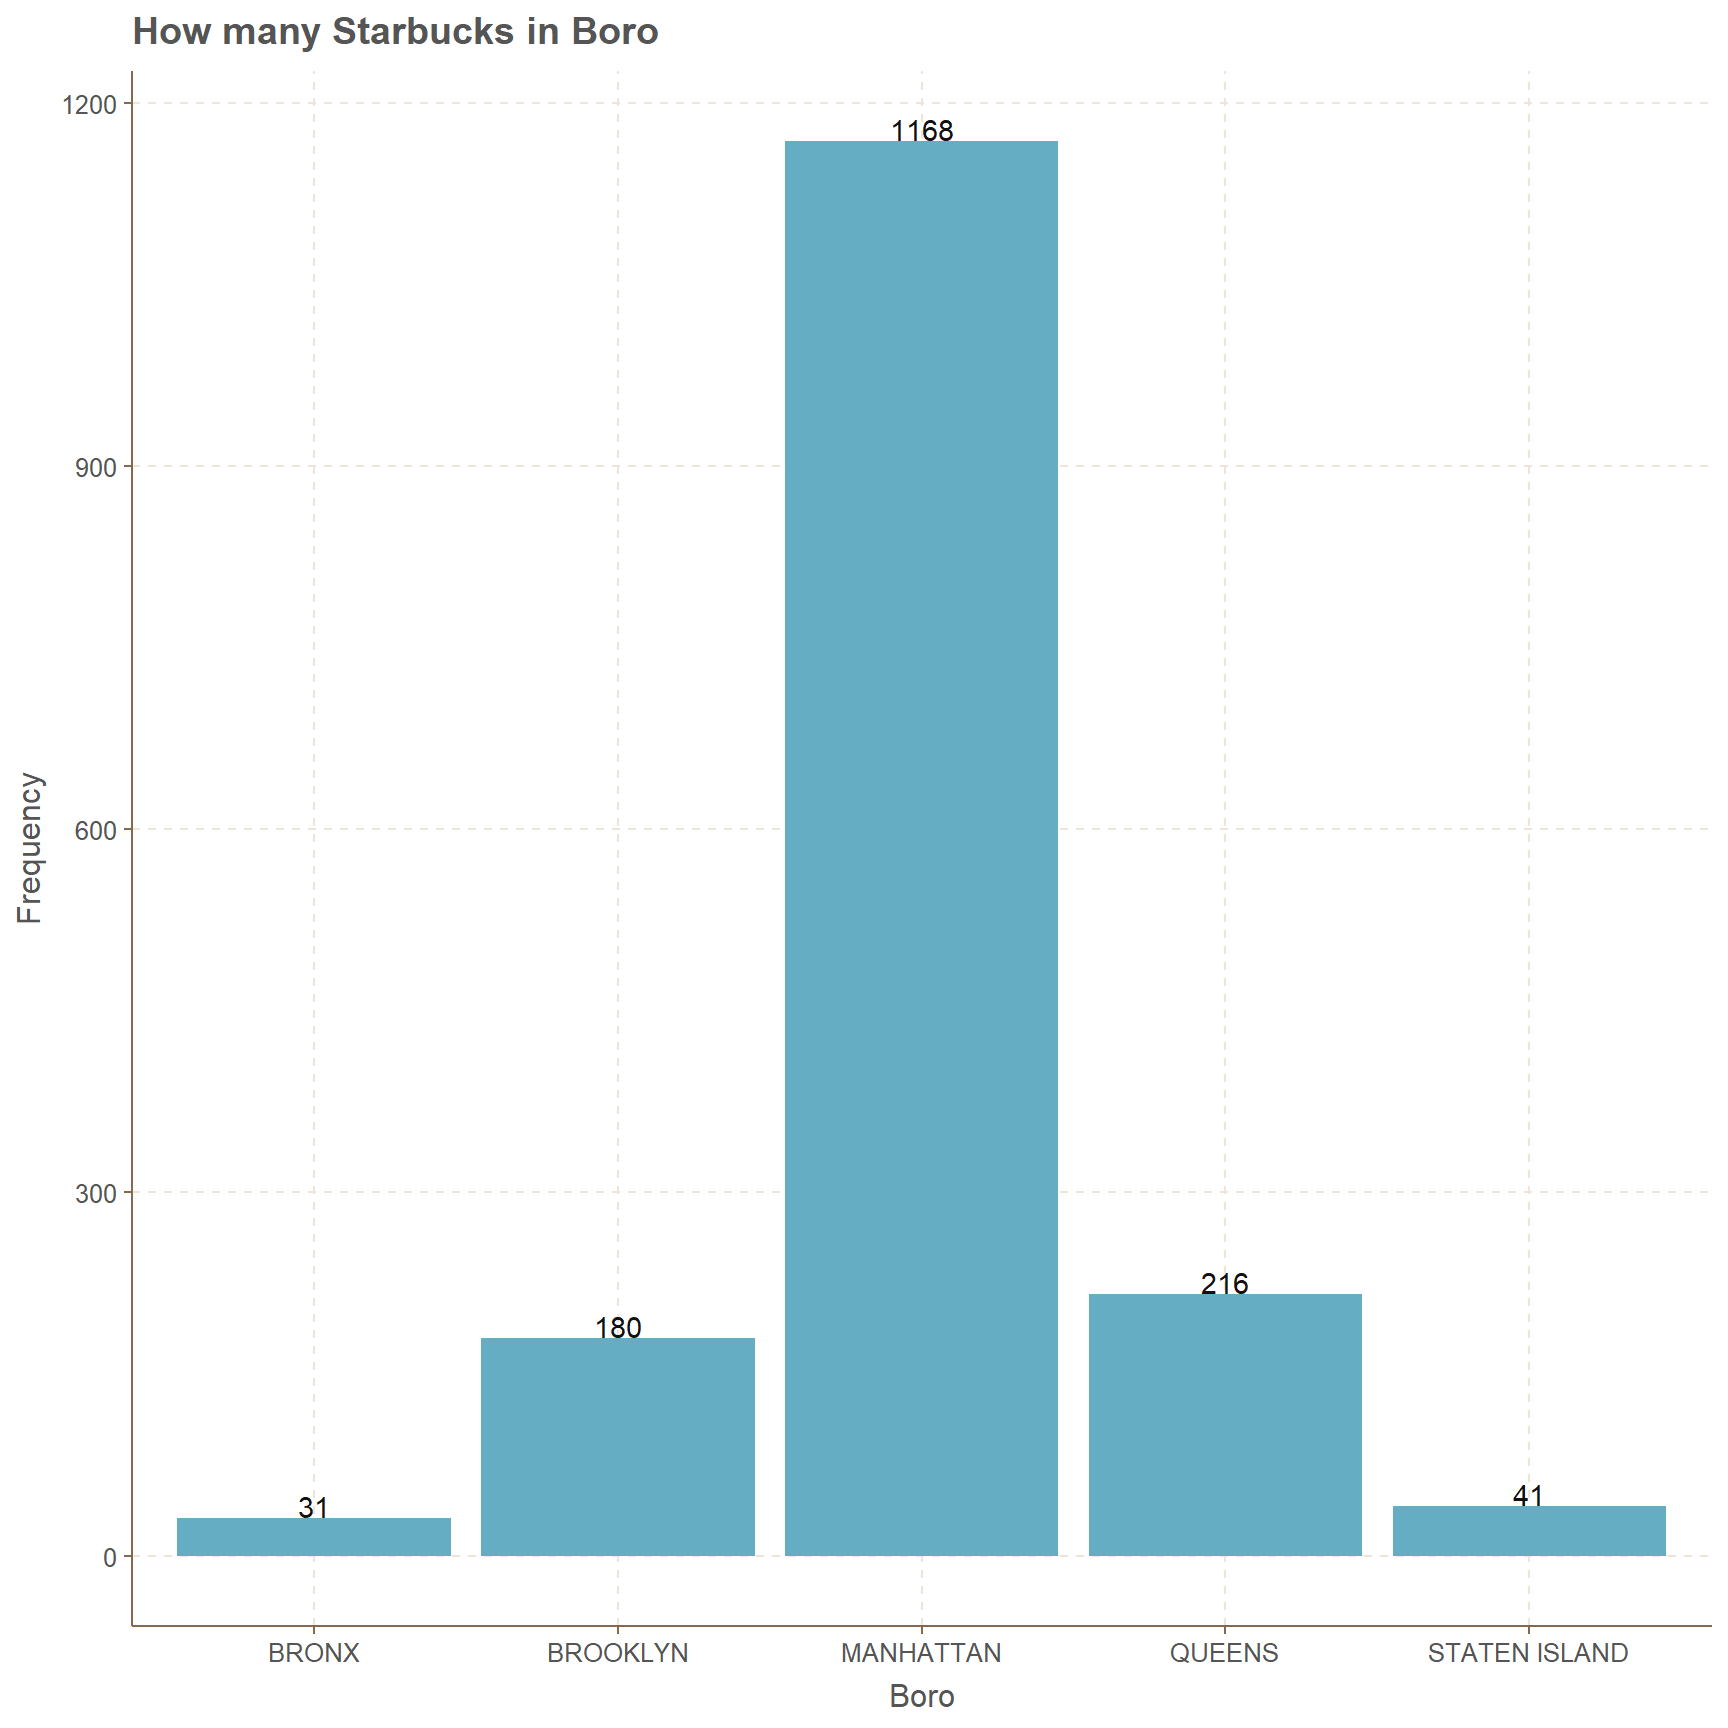 How many Starbucks in Boro
1200
900
600
300
0
Frequency
1168
216
180
41
31
BRONX
BROOKLYN
MANHATTAN
QUEENS
STATEN ISLAND
Boro